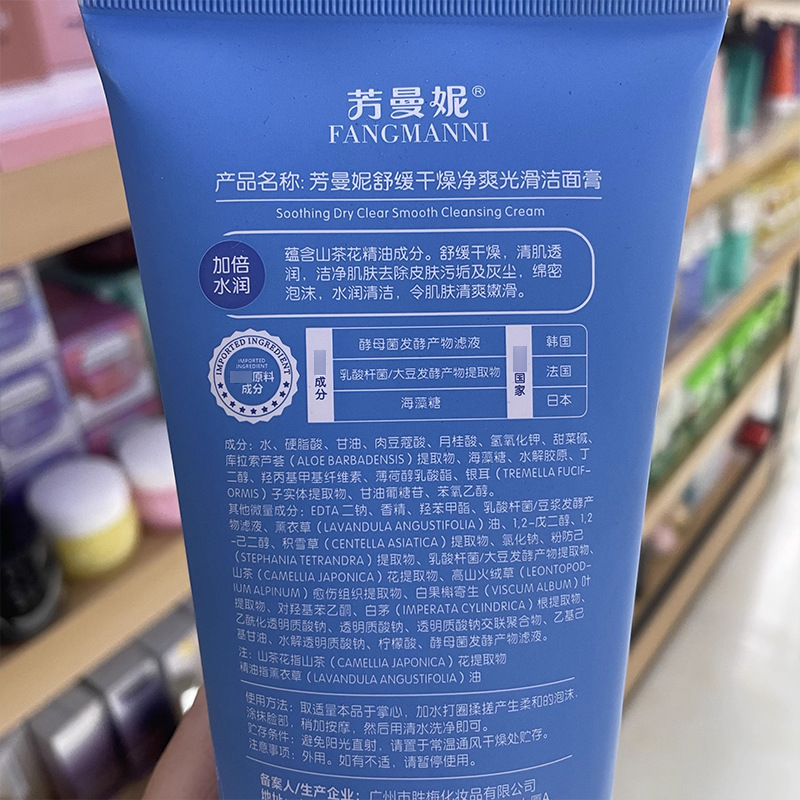 芳曼妮®
FANGMANNI
产品名称: 芳曼妮舒缓干燥净爽光滑洁面膏
Soothing Dry Clear Smooth Cleansing Cream
加倍
水润
蕴含山茶花精油成分。舒缓干燥，清肌透
润，洁净肌肤去除皮肤污垢及灰尘，绵密
泡沫，水润清洁，令肌肤清爽嫩滑。
IMPORTED INGREDIENT
IMPORTED
INGREDIENT
原料
成分
成分
酵母菌发酵产物滤液
国家
韩国
乳酸杆菌/大豆发酵产物提取物
法国
海藻糖
日本
成分：水、硬脂酸、甘油、肉豆蔻酸、月桂酸、氢氧化钾、甜菜碱、
库拉索芦荟（ALOE BARBADENSIS）提取物、海藻糖、水解胶原、丁
二醇、羟丙基甲基纤维素、薄荷醇乳酸酯、银耳（TREMELLA FUCIF-
ORMIS）子实体提取物、甘油葡糖苷、苯氧乙醇。
其他微量成分：EDTA 二钠、香精、羟苯甲酯、乳酸杆菌/豆浆发酵产
物滤液、薰衣草（LAVANDULA ANGUSTIFOLIA）油、1,2-戊二醇、1,2
-己二醇、积雪草（CENTELLA ASIATICA）提取物、氯化钠、粉防己
（STEPHANIA TETRANDRA）提取物、乳酸杆菌/大豆发酵产物提取物、
山茶（CAMELLIA JAPONICA）花提取物、高山火绒草（LEONTOPOD-
IUM ALPINUM）愈伤组织提取物、白果槲寄生（VISCUM ALBUM）叶
提取物、对羟基苯乙酮、白茅（IMPERATA CYLINDRICA）根提取物、
乙酰化透明质酸钠、透明质酸钠、透明质酸钠交联聚合物、乙基己
基甘油、水解透明质酸钠、柠檬酸、酵母菌发酵产物滤液。
注：山茶花指山茶（CAMELLIA JAPONICA）花提取物
精油指薰衣草（LAVANDULA ANGUSTIFOLIA）油
使用方法：取适量本品于掌心，加水打圈揉搓产生柔和的泡沫，
涂抹脸部，稍加按摩，然后用清水洗净即可。
贮存条件：避免阳光直射，请置于常温通风干燥处贮存。
注意事项：外用。如有不适，请暂停使用。
备案人/生产企业：广州市胜梅化妆品有限公司